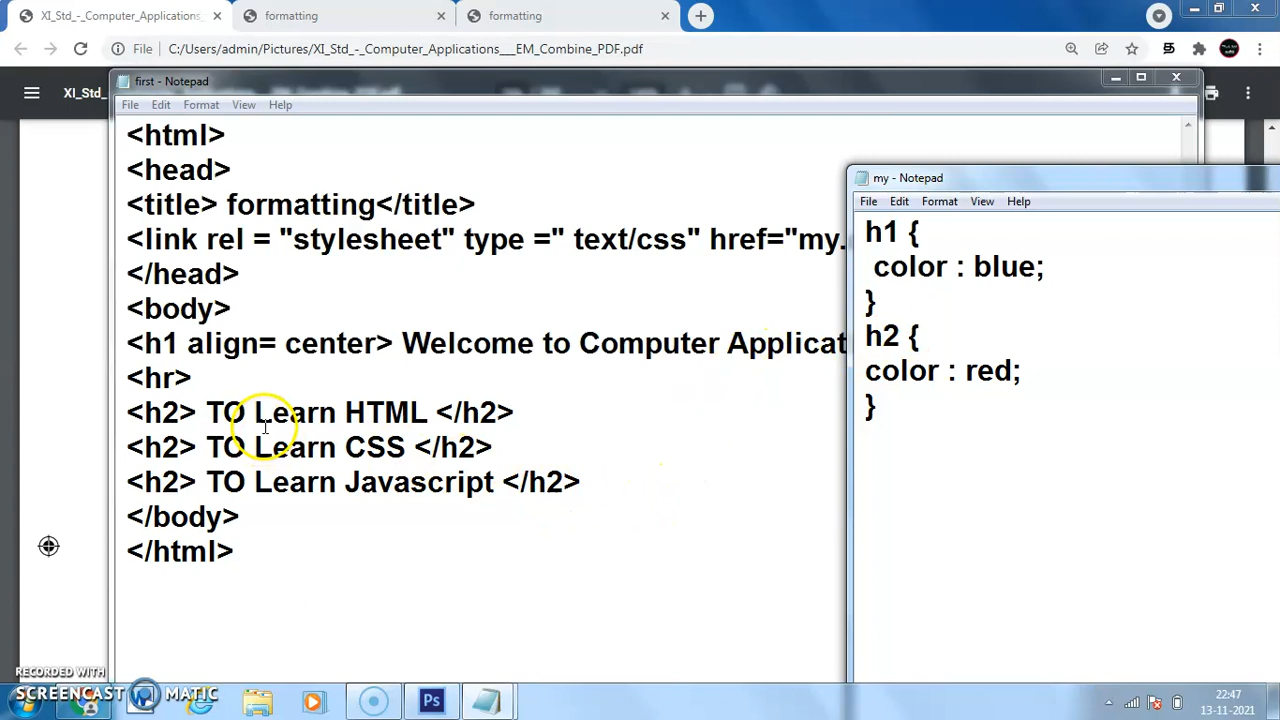 XI_Std_-_Computer_Applications_
formatting
formatting
File
C:/Users/admin/Pictures/XI_Std_-_Computer_Applications___EM_Combine_PDF.pdf
XI_Std_
first - Notepad
File Edit Format View Help
<html>
<head>
<title> formatting</title>
<link rel = "stylesheet" type =" text/css" href="my.
</head>
<body>
<h1 align= center> Welcome to Computer Applicat
<hr>
<h2> TO Learn HTML </h2>
<h2> TO Learn CSS </h2>
<h2> TO Learn Javascript </h2>
</body>
</html>
my - Notepad
File Edit Format View Help
h1 {
color : blue;
}
h2 {
color : red;
}
RECORDED WITH
SCREENCAST MATIC
Ps
22:47
13-11-2021